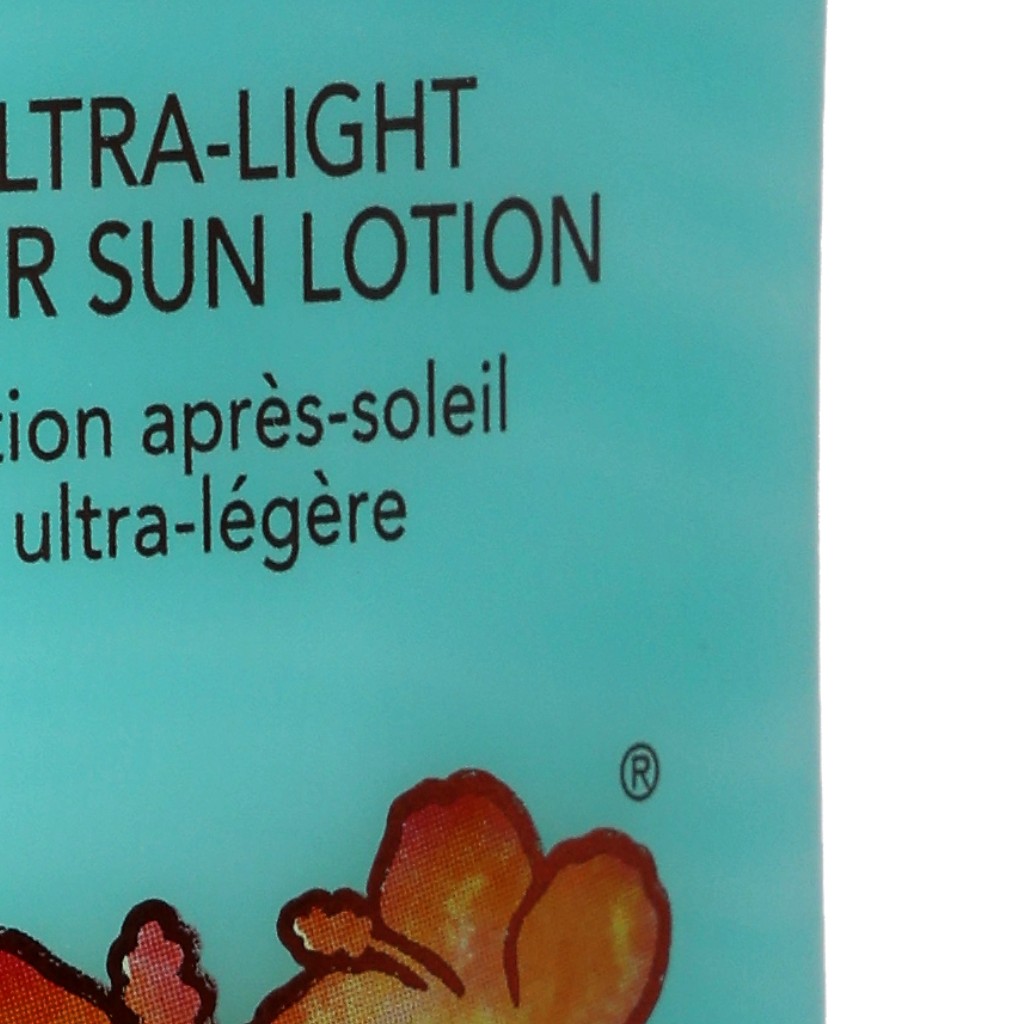 LTRA-LIGHT
R SUN LOTION
tion après-soleil
ultra-légère
®